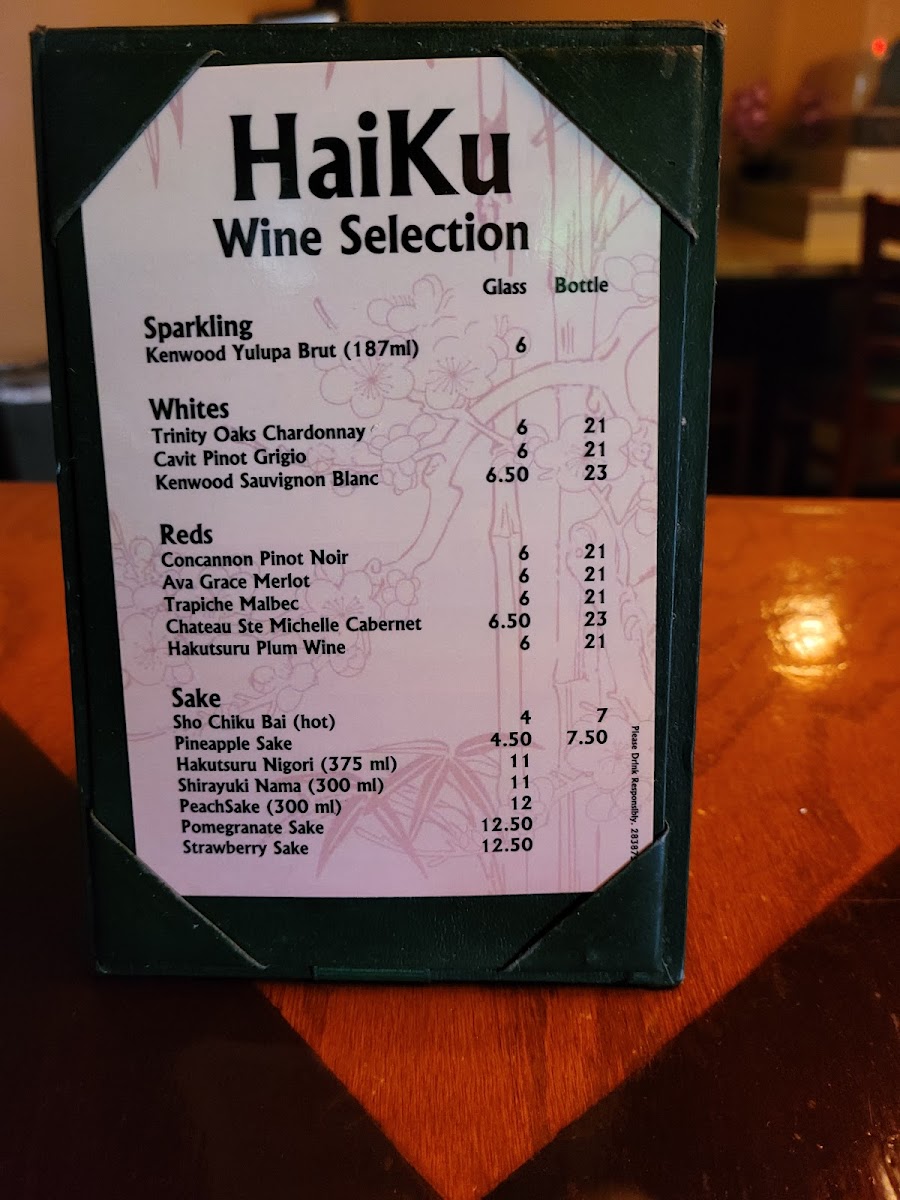 HaiKu
Wine Selection
Glass Bottle
Sparkling
Kenwood Yulupa Brut (187ml) 6
Whites
Trinity Oaks Chardonnay 6 21
Cavit Pinot Grigio 6 21
Kenwood Sauvignon Blanc 6.50 23
Reds
Concannon Pinot Noir 6 21
Ava Grace Merlot 6 21
Trapiche Malbec 6 21
Chateau Ste Michelle Cabernet 6.50 23
Hakutsuru Plum Wine 6 21
Sake
Sho Chiku Bai (hot) 4 7
Pineapple Sake 4.50 7.50
Hakutsuru Nigori (375 ml) 11
Shirayuki Nama (300 ml) 11
PeachSake (300 ml) 12
Pomegranate Sake 12.50
Strawberry Sake 12.50
Please Drink Responsibly.